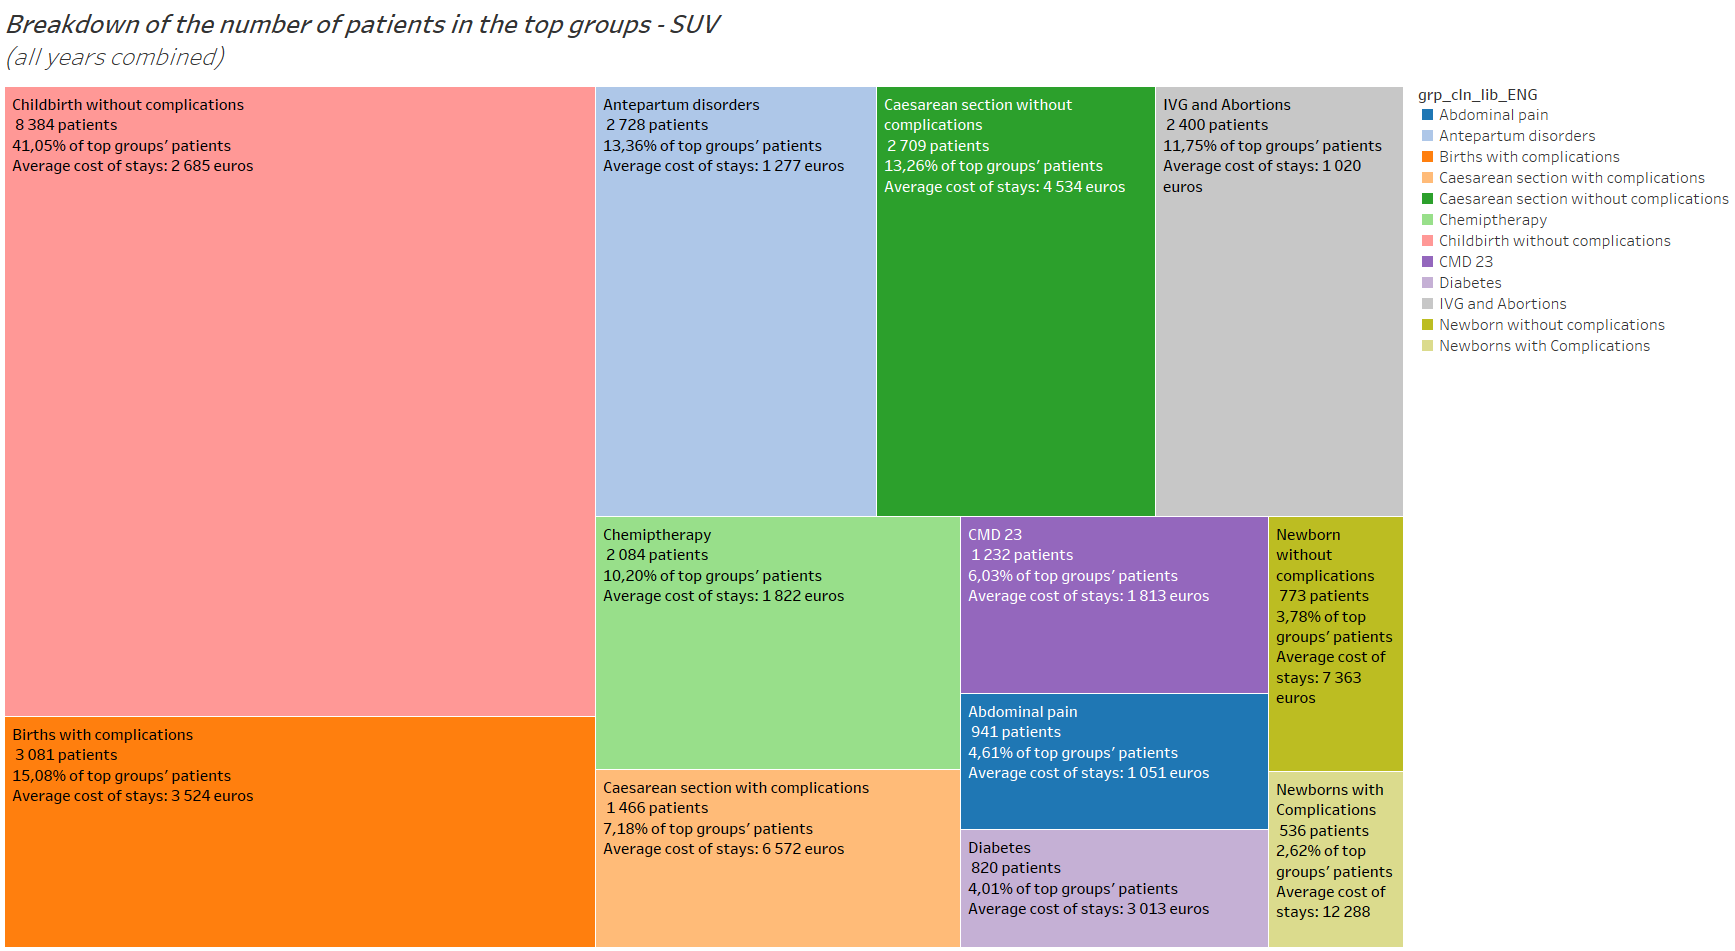 Breakdown of the number of patients in the top groups - SUV
(all years combined)
Childbirth without complications
8 384 patients
41,05% of top groups’ patients
Average cost of stays: 2 685 euros
Antepartum disorders
2 728 patients
13,36% of top groups’ patients
Average cost of stays: 1 277 euros
Caesarean section without
complications
2 709 patients
13,26% of top groups’ patients
Average cost of stays: 4 534 euros
IVG and Abortions
2 400 patients
11,75% of top groups’ patients
Average cost of stays: 1 020
euros
Births with complications
3 081 patients
15,08% of top groups’ patients
Average cost of stays: 3 524 euros
Chemiptherapy
2 084 patients
10,20% of top groups’ patients
Average cost of stays: 1 822 euros
Caesarean section with complications
1 466 patients
7,18% of top groups’ patients
Average cost of stays: 6 572 euros
CMD 23
1 232 patients
6,03% of top groups’ patients
Average cost of stays: 1 813 euros
Abdominal pain
941 patients
4,61% of top groups’ patients
Average cost of stays: 1 051 euros
Diabetes
820 patients
4,01% of top groups’ patients
Average cost of stays: 3 013 euros
Newborn
without
complications
773 patients
3,78% of top
groups’ patients
Average cost of
stays: 7 363
euros
Newborns with
Complications
536 patients
2,62% of top
groups’ patients
Average cost of
stays: 12 288
grp_cln_lib_ENG
Abdominal pain
Antepartum disorders
Births with complications
Caesarean section with complications
Caesarean section without complications
Chemiptherapy
Childbirth without complications
CMD 23
Diabetes
IVG and Abortions
Newborn without complications
Newborns with Complications